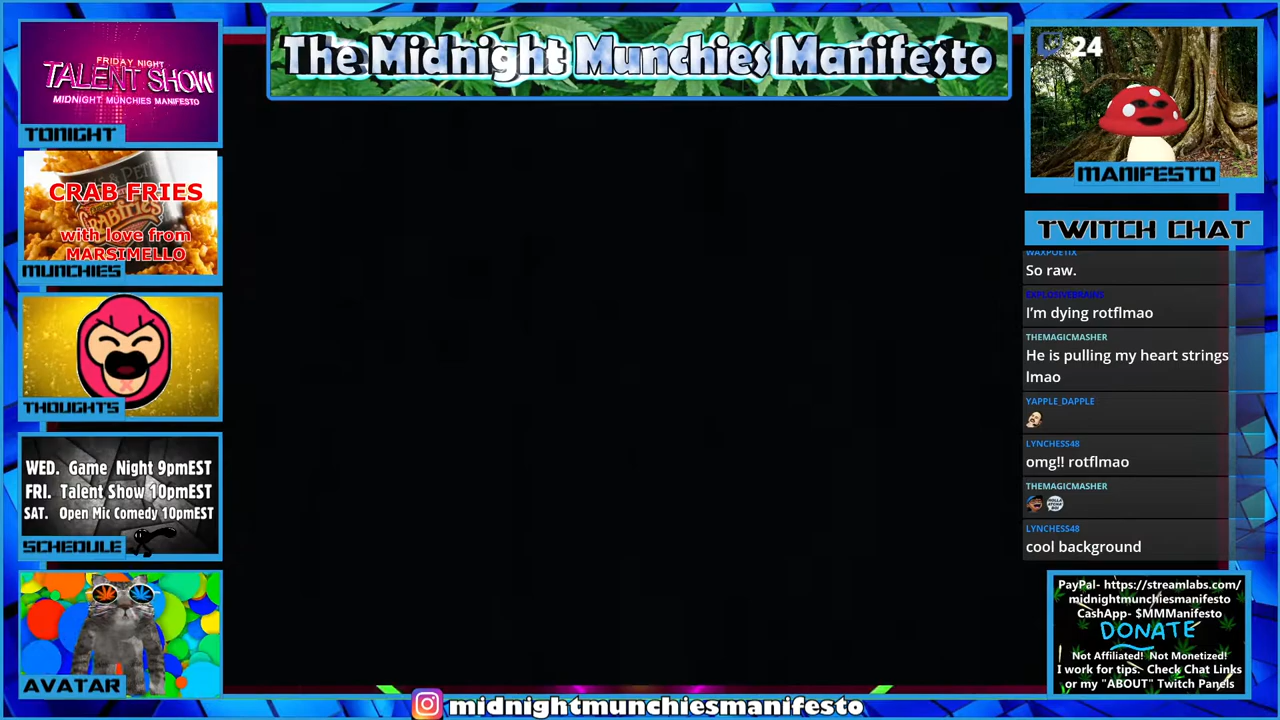 FRIDAY NIGHT
TALENT SHOW
MIDNIGHT MUNCHIES MANIFESTO
TONIGHT
CRAB FRIES
with love from
MARSIMELLO
MUNCHIES
THOUGHTS
WED. Game Night 9pmEST
FRI. Talent Show 10pmEST
SAT. Open Mic Comedy 10pmEST
SCHEDULE
AVATAR
The Midnight Munchies Manifesto
midnightmunchiesmanifesto
24
MANIFESTO
TWITCH CHAT
WAXPOETIX
So raw.
I'm dying rotflmao
THEMAGICMASHER
He is pulling my heart strings
lmao
YAPPLE_DAPPLE
LYNCHESS48
omg!! rotflmao
THEMAGICMASHER
LYNCHESS48
cool background
PayPal- https://streamlabs.com/
midnightmunchiesmanifesto
CashApp- $MMManifesto
DONATE
Not Affiliated! Not Monetized!
I work for tips- Check Chat Links
or my "ABOUT" Twitch Panels